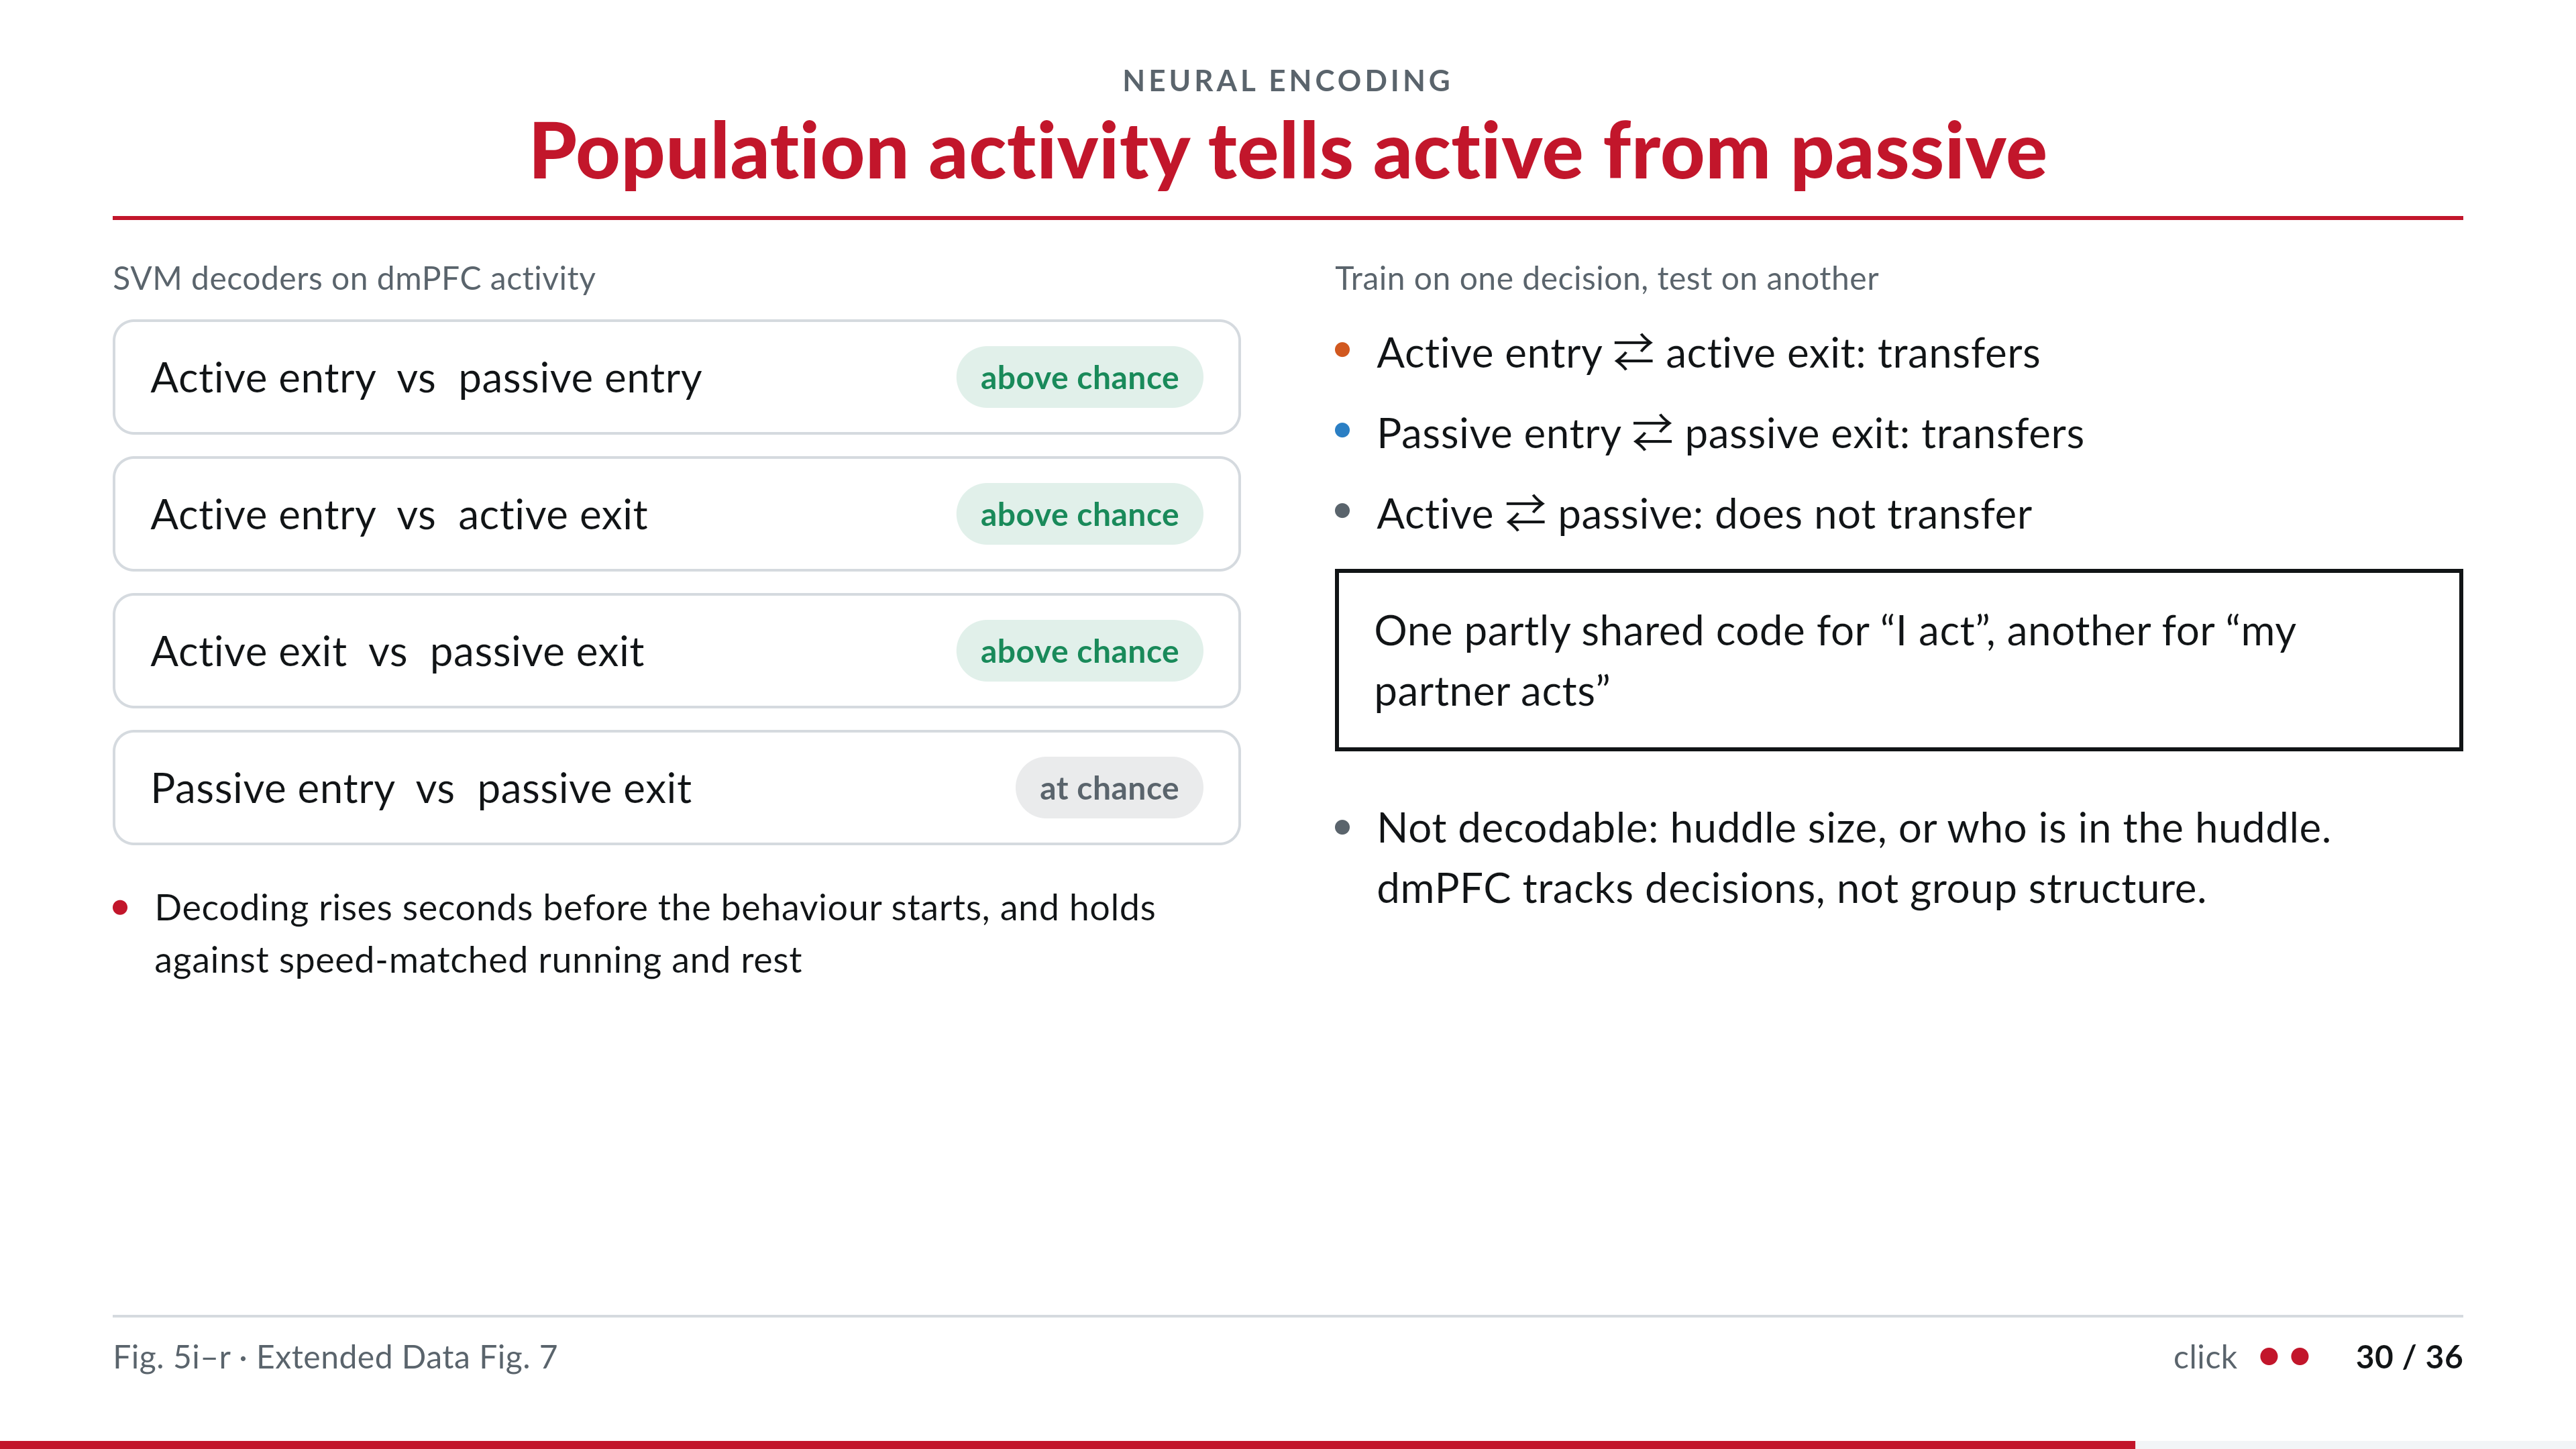 NEURAL ENCODING
Population activity tells active from passive
SVM decoders on dmPFC activity
Active entry vs passive entry above chance
Active entry vs active exit above chance
Active exit vs passive exit above chance
Passive entry vs passive exit at chance
• Decoding rises seconds before the behaviour starts, and holds
against speed-matched running and rest
Train on one decision, test on another
• Active entry ⇄ active exit: transfers
• Passive entry ⇄ passive exit: transfers
• Active ⇄ passive: does not transfer
One partly shared code for “I act”, another for “my
partner acts”
• Not decodable: huddle size, or who is in the huddle.
dmPFC tracks decisions, not group structure.
Fig. 5i–r · Extended Data Fig. 7
click 30 / 36